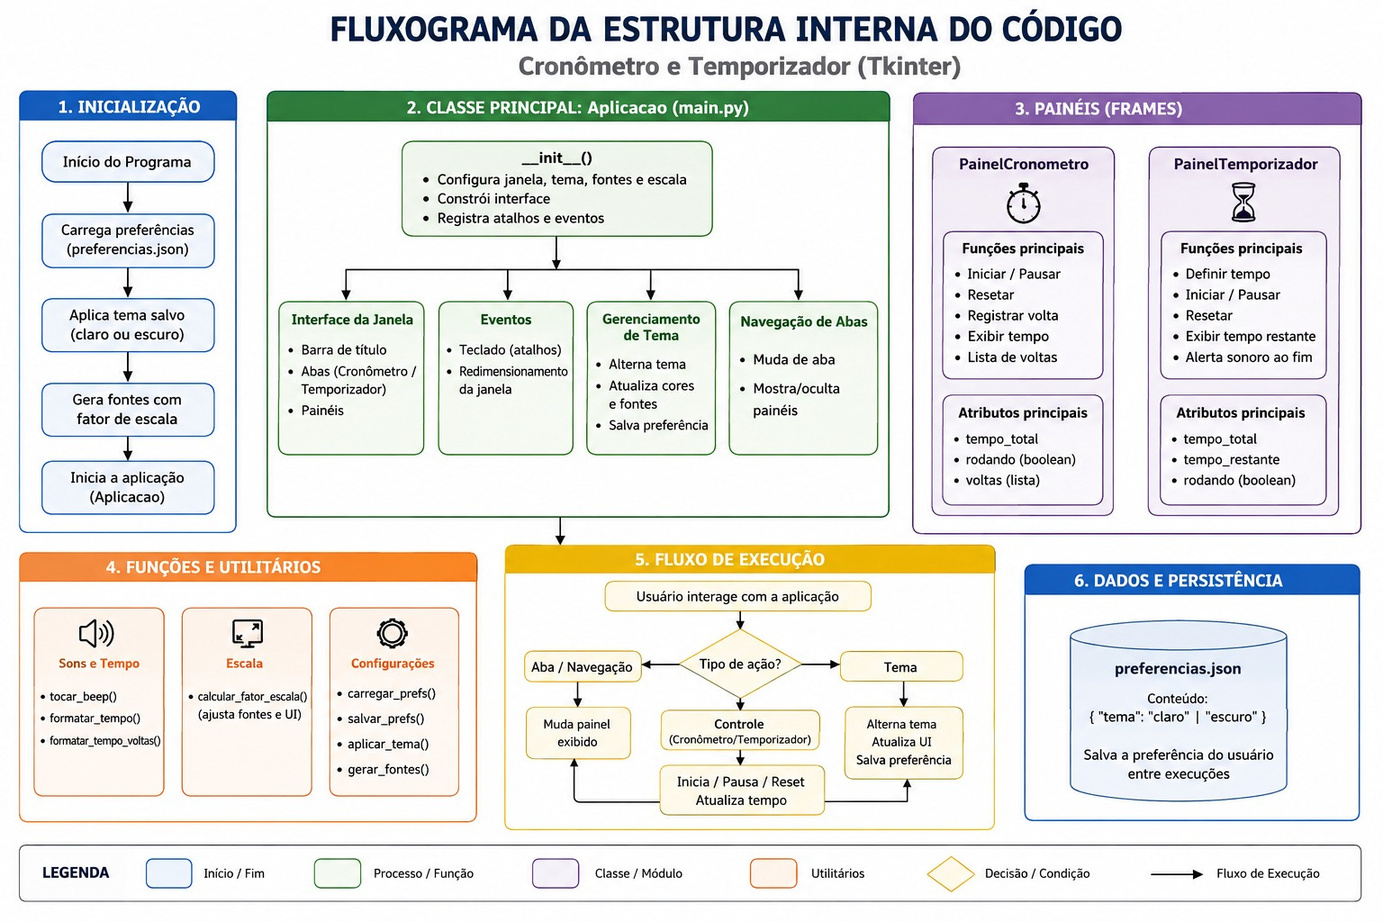 FLUXOGRAMA DA ESTRUTURA INTERNA DO CÓDIGO
Cronômetro e Temporizador (Tkinter)
1. INICIALIZAÇÃO
Início do Programa
Carrega preferências
(preferencias.json)
Aplica tema salvo
(claro ou escuro)
Gera fontes com
fator de escala
Inicia a aplicação
(Aplicacao)
2. CLASSE PRINCIPAL: Aplicacao (main.py)
__init__()
• Configura janela, tema, fontes e escala
• Constrói interface
• Registra atalhos e eventos
Interface da Janela
• Barra de título
• Abas (Cronômetro /
Temporizador)
• Painéis
Eventos
• Teclado (atalhos)
• Redimensionamento
da janela
Gerenciamento
de Tema
• Alterna tema
• Atualiza cores
e fontes
• Salva preferência
Navegação de Abas
• Muda de aba
• Mostra/oculta
painéis
3. PAINÉIS (FRAMES)
PainelCronometro
Funções principais
• Iniciar / Pausar
• Resetar
• Registrar volta
• Exibir tempo
• Lista de voltas
Atributos principais
• tempo_total
• rodando (boolean)
• voltas (lista)
PainelTemporizador
Funções principais
• Definir tempo
• Iniciar / Pausar
• Resetar
• Exibir tempo restante
• Alerta sonoro ao fim
Atributos principais
• tempo_total
• tempo_restante
• rodando (boolean)
4. FUNÇÕES E UTILITÁRIOS
Sons e Tempo
• tocar_beep()
• formatar_tempo()
• formatar_tempo_voltas()
Escala
• calcular_fator_escala()
(ajusta fontes e UI)
Configurações
• carregar_prefs()
• salvar_prefs()
• aplicar_tema()
• gerar_fontes()
5. FLUXO DE EXECUÇÃO
Usuário interage com a aplicação
Tipo de ação?
Aba / Navegação
Muda painel
exibido
Controle
(Cronômetro/Temporizador)
Inicia / Pausa / Reset
Atualiza tempo
Tema
Alterna tema
Atualiza UI
Salva preferência
6. DADOS E PERSISTÊNCIA
preferencias.json
Conteúdo:
{ "tema": "claro" | "escuro" }
Salva a preferência do usuário
entre execuções
LEGENDA
Início / Fim
Processo / Função
Classe / Módulo
Utilitários
Decisão / Condição
Fluxo de Execução